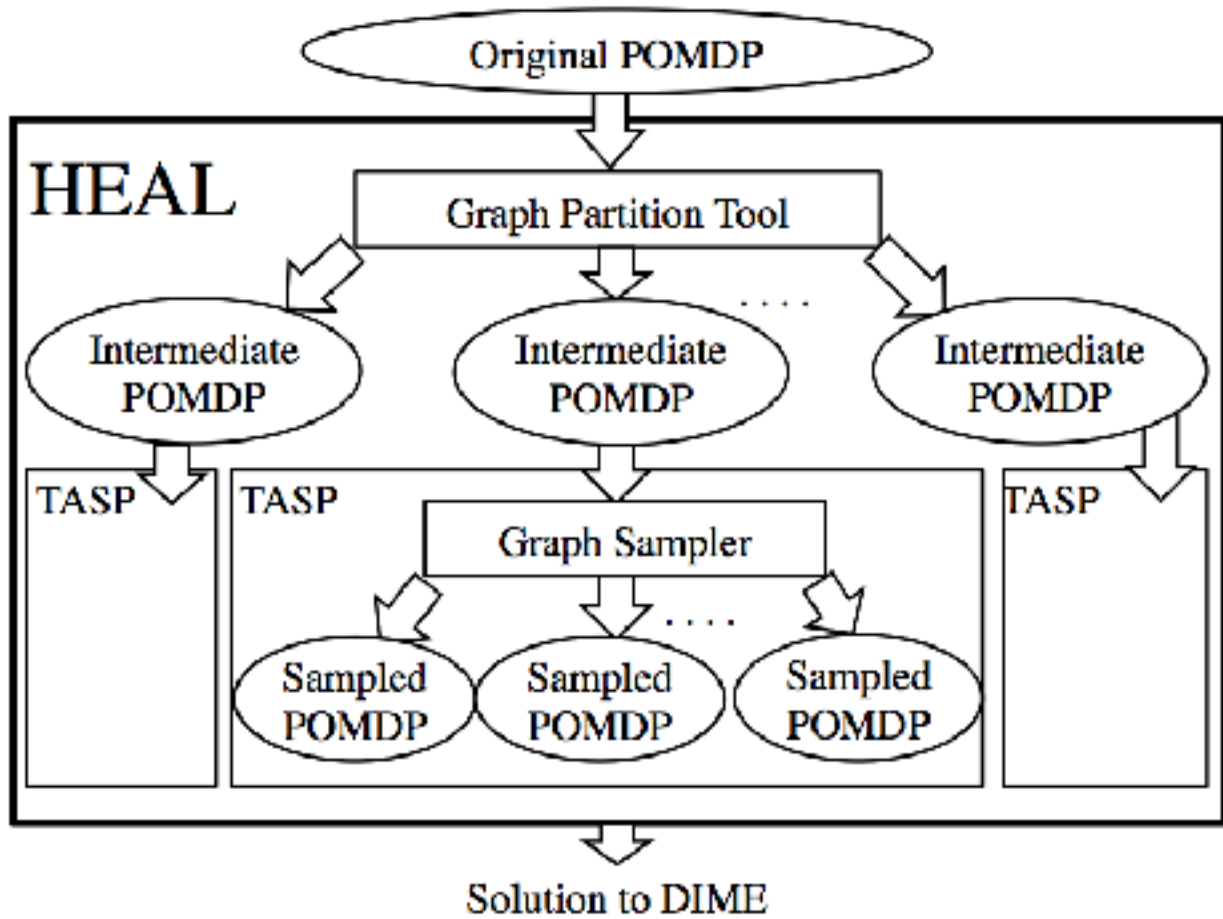 Original POMDP
HEAL
Graph Partition Tool
. . . .
Intermediate
POMDP
Intermediate
POMDP
Intermediate
POMDP
TASP
TASP
TASP
Graph Sampler
. . . .
Sampled
POMDP
Sampled
POMDP
Sampled
POMDP
Solution to DIME